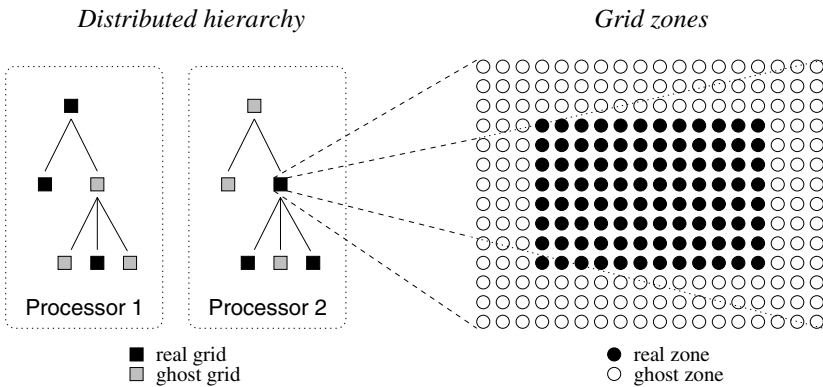 Distributed hierarchy
Grid zones
Processor 1
Processor 2
real grid
ghost grid
real zone
ghost zone